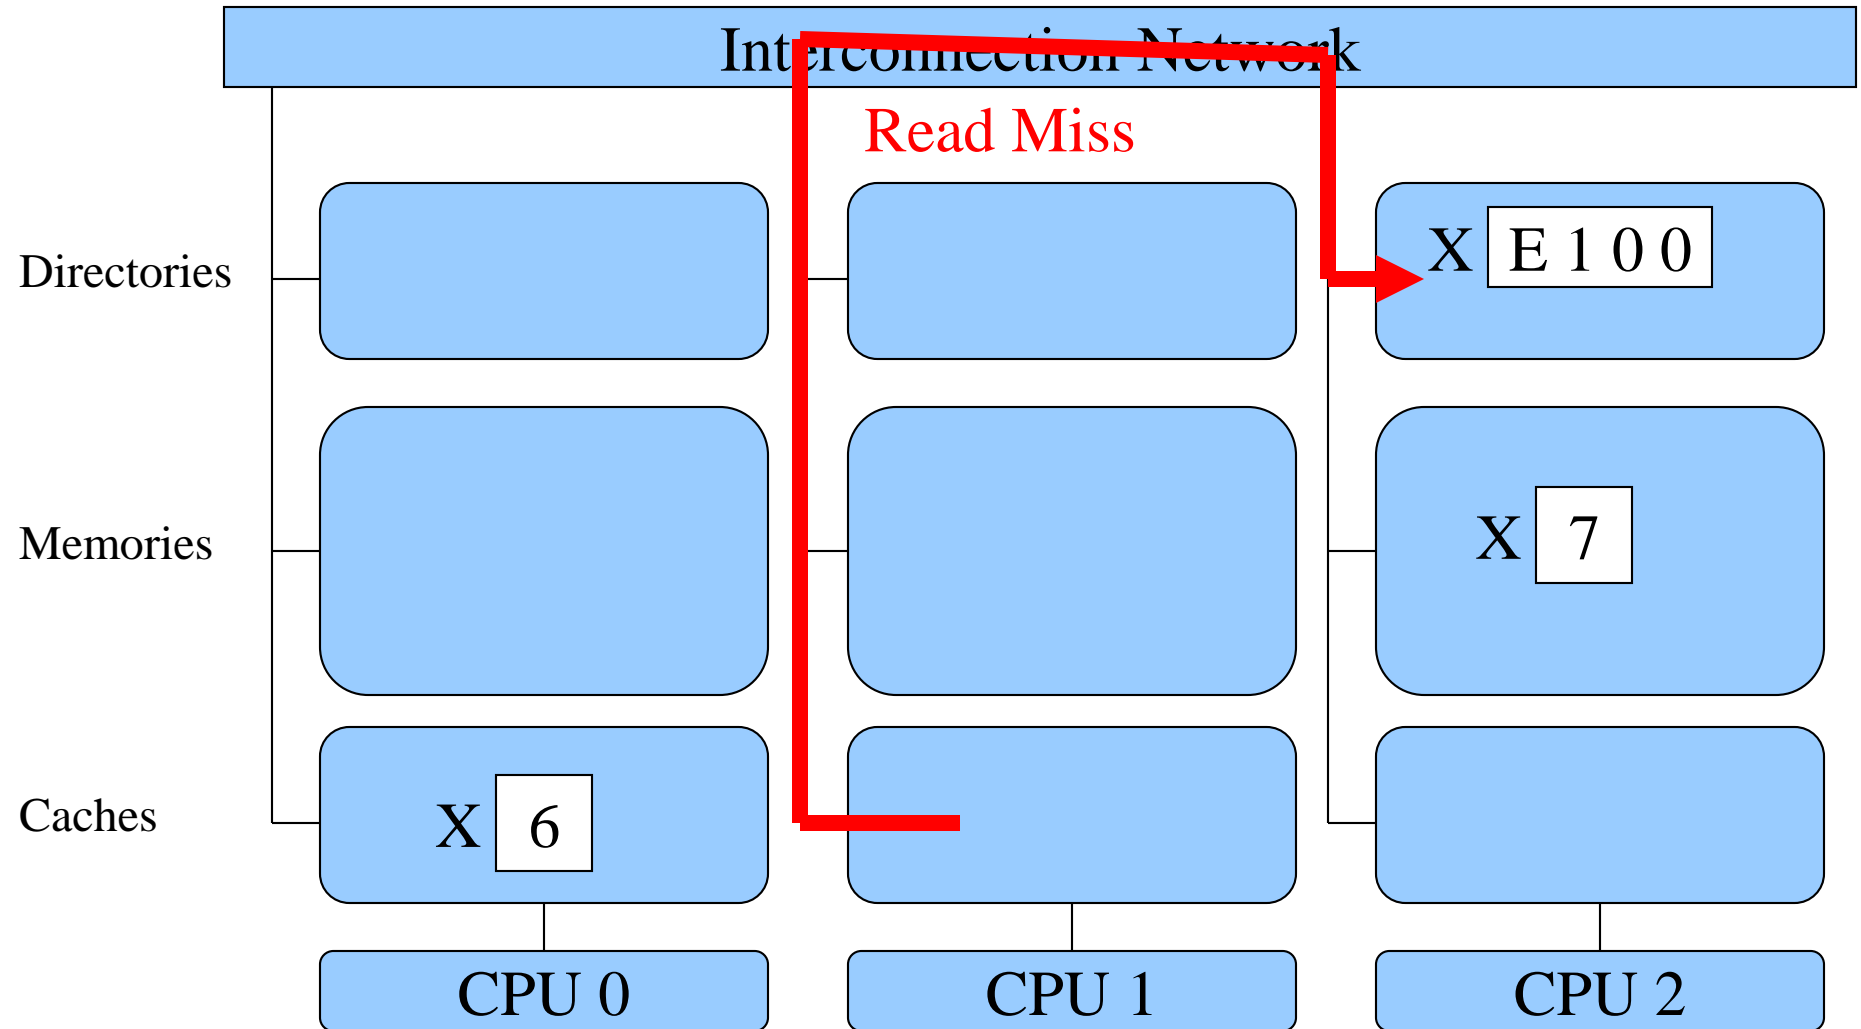 Interconnection Network
Read Miss
Directories
X E 1 0 0
Memories
X 7
Caches
X 6
CPU 0 CPU 1 CPU 2